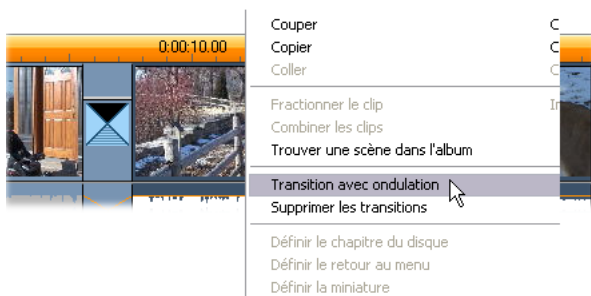 0:00:10.00
Couper C
Copier C
Coller C
Fractionner le clip In
Combiner les clips
Trouver une scène dans l'album
Transition avec ondulation
Supprimer les transitions
Définir le chapitre du disque
Définir le retour au menu
Définir la miniature